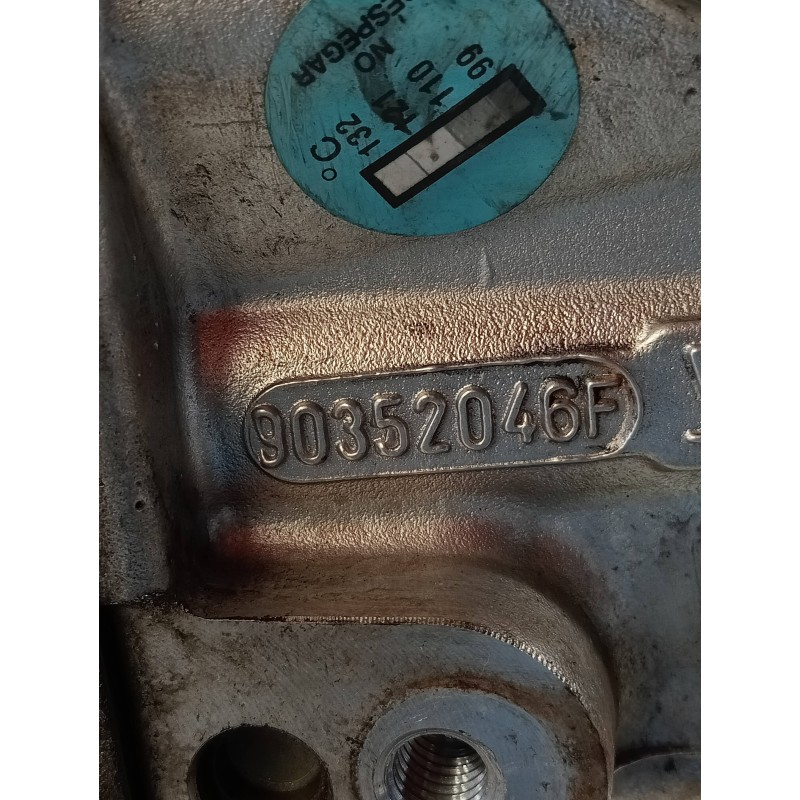 NO
DESPEGAR
°C 132 121 110 99
90352046F